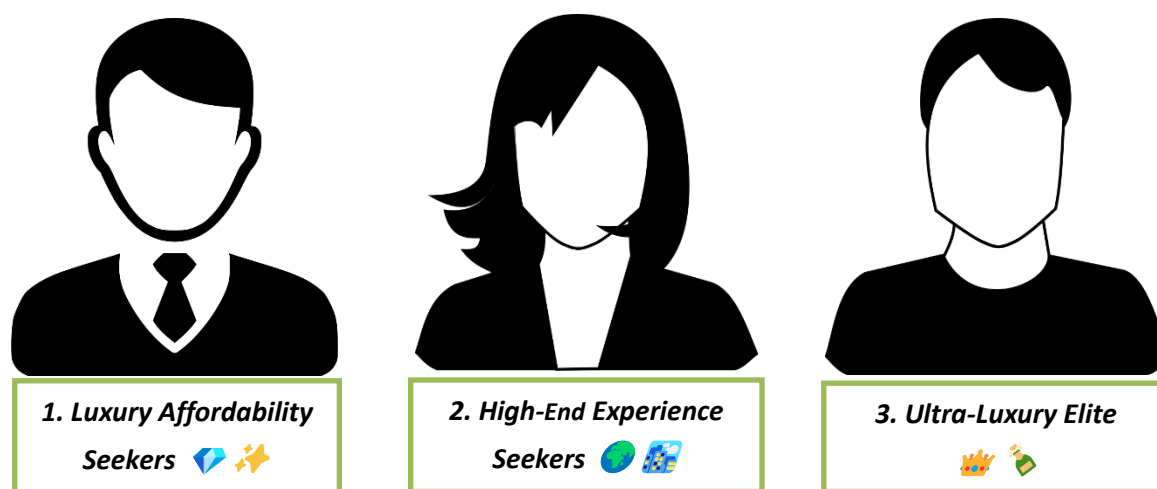 1. Luxury Affordability
Seekers 💎✨
2. High-End Experience
Seekers 🌍🏙️
3. Ultra-Luxury Elite
👑🍾